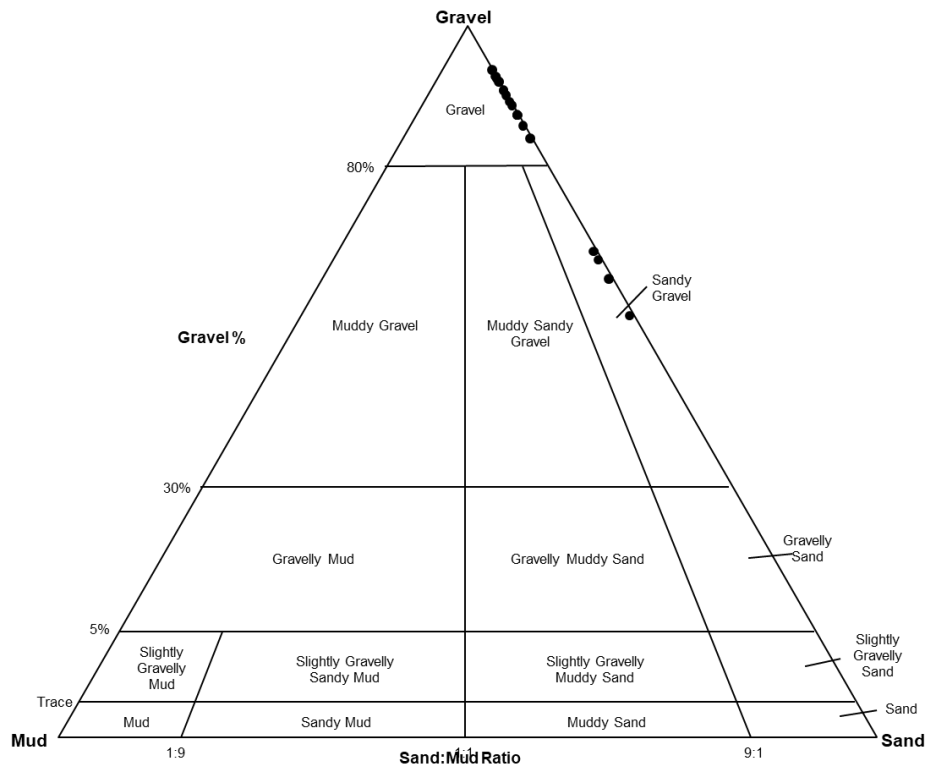 Gravel
Gravel
80%
Sandy
Gravel
Gravel %
Muddy Gravel
Muddy Sandy
Gravel
30%
Gravelly Mud
Gravelly Muddy Sand
Gravelly
Sand
5%
Slightly
Gravelly
Mud
Slightly Gravelly
Sandy Mud
Slightly Gravelly
Muddy Sand
Slightly
Gravelly
Sand
Trace
Mud
Sandy Mud
Muddy Sand
Sand
Mud
Sand
1:9
1:1
9:1
Sand:Mud Ratio